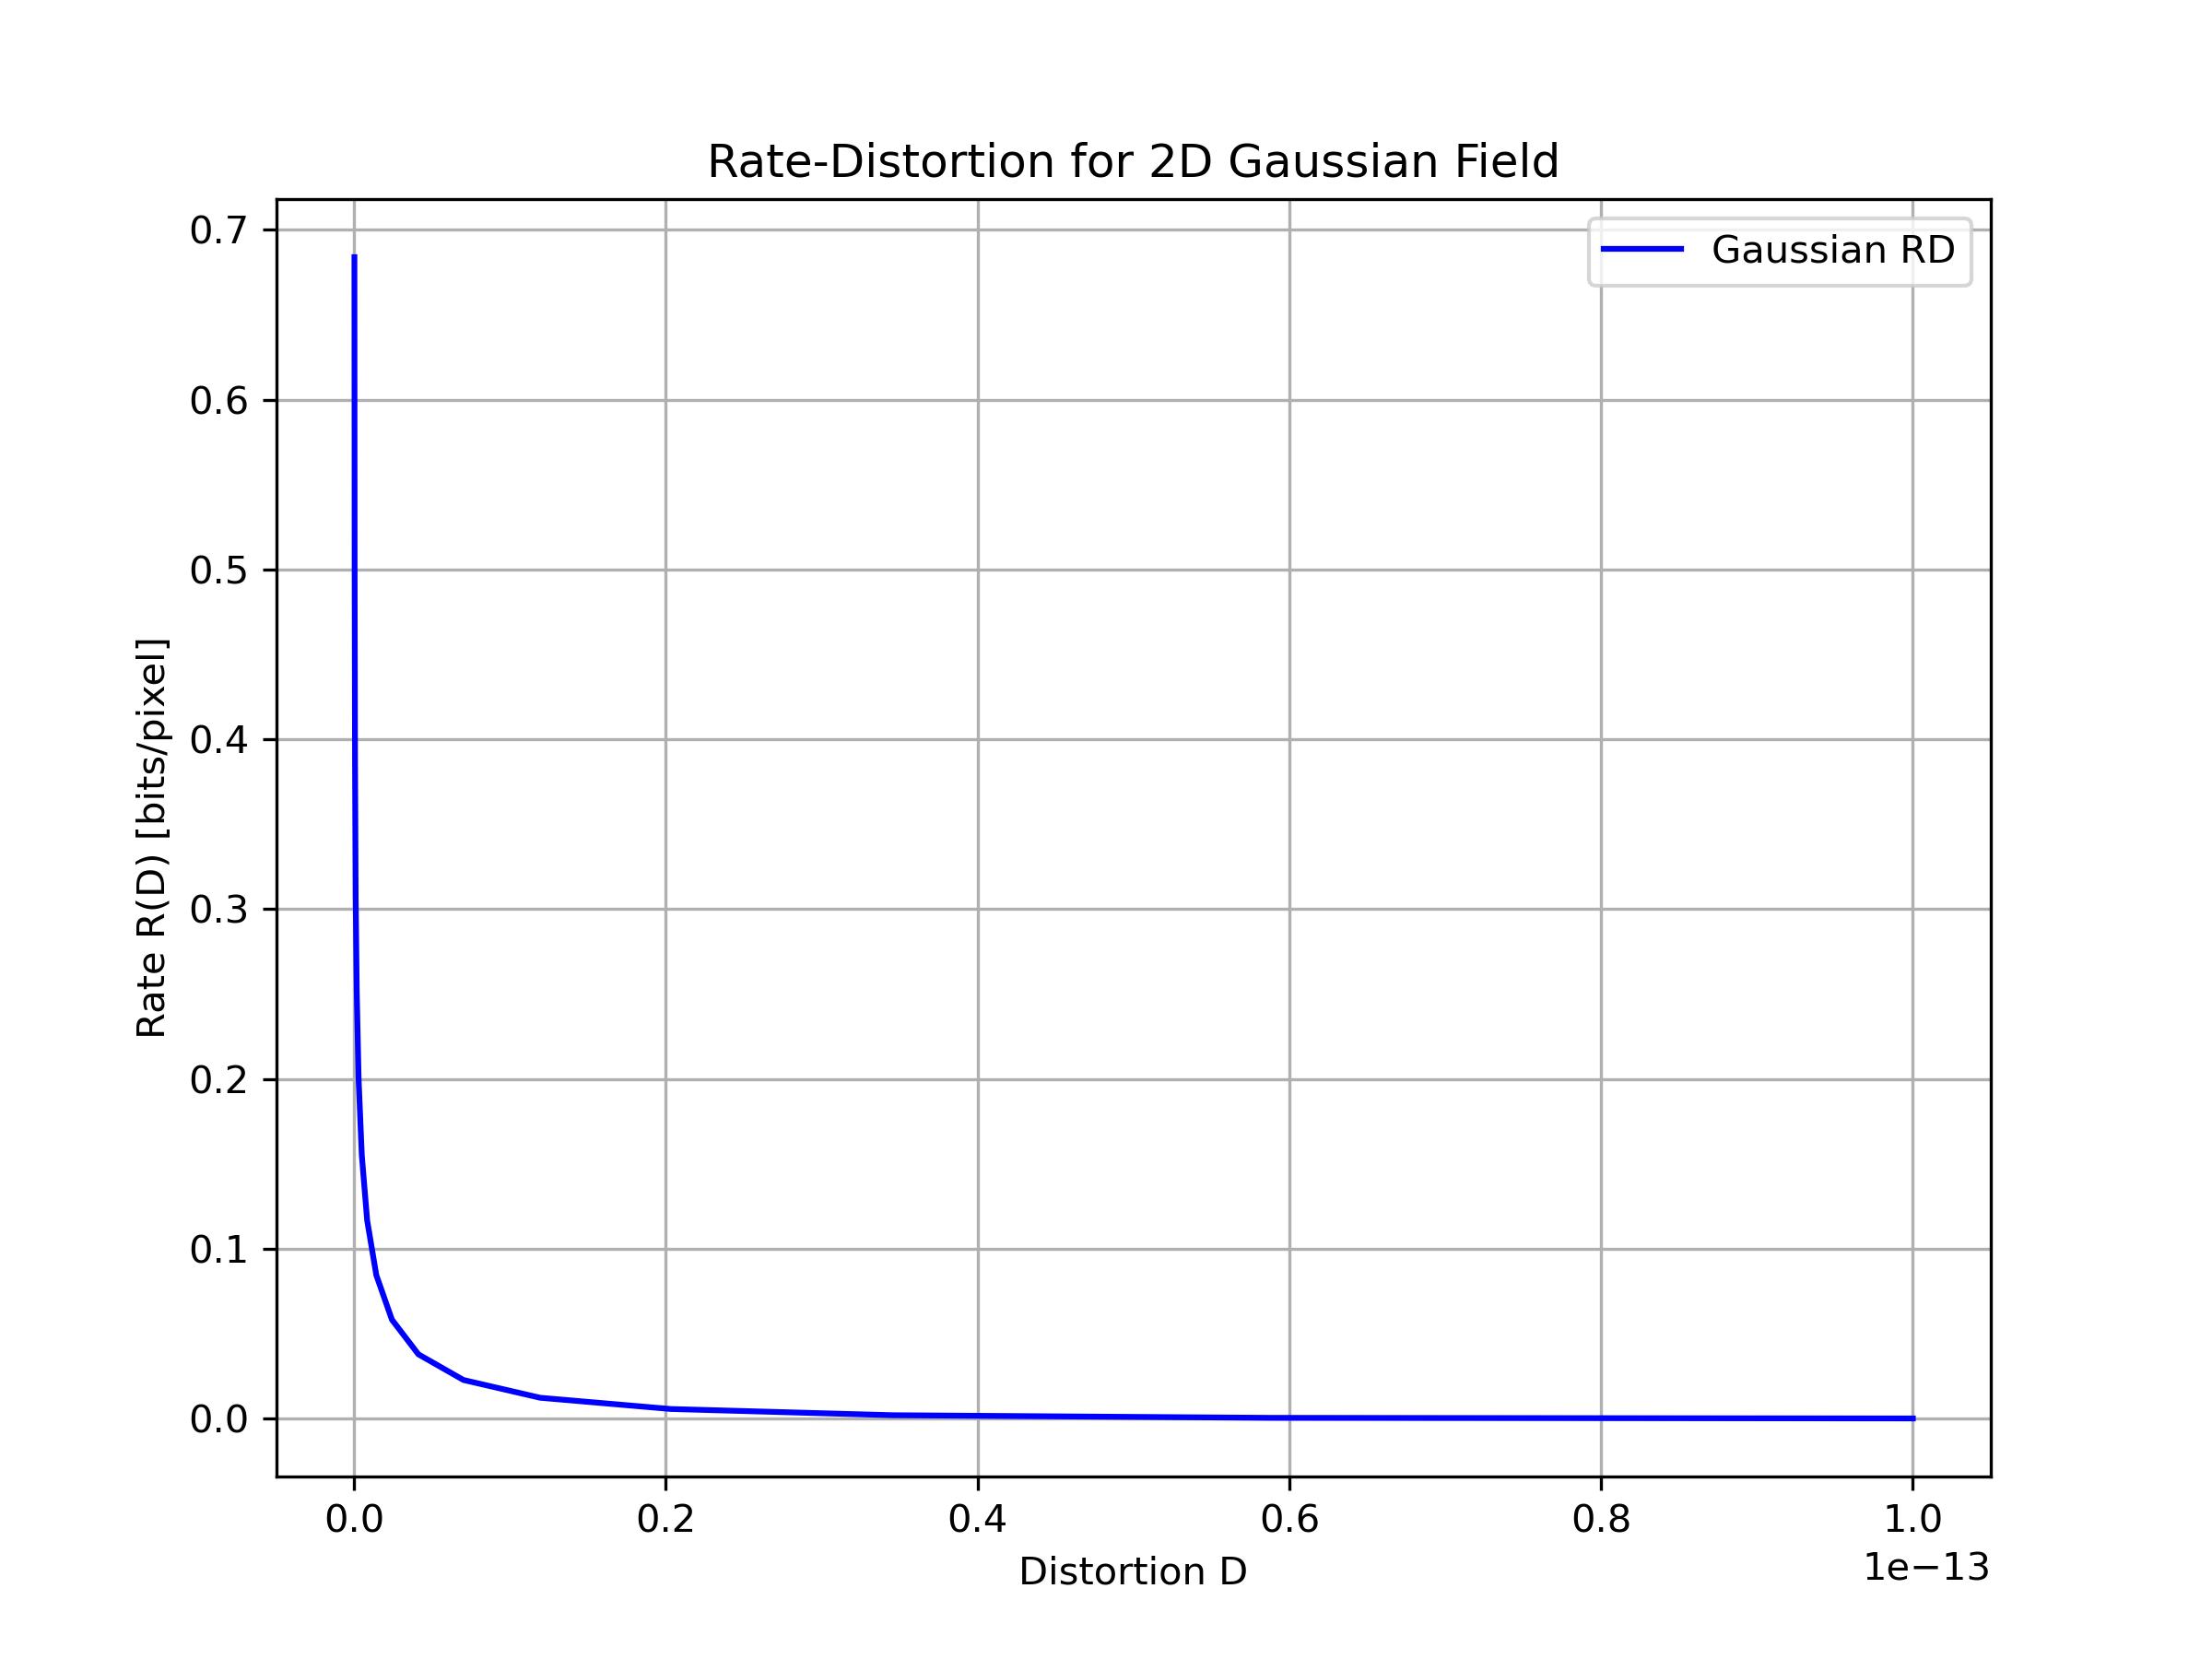 Rate-Distortion for 2D Gaussian Field
Gaussian RD
Rate R(D) [bits/pixel]
0.7
0.6
0.5
0.4
0.3
0.2
0.1
0.0
0.0 0.2 0.4 0.6 0.8 1.0
1e−13
Distortion D